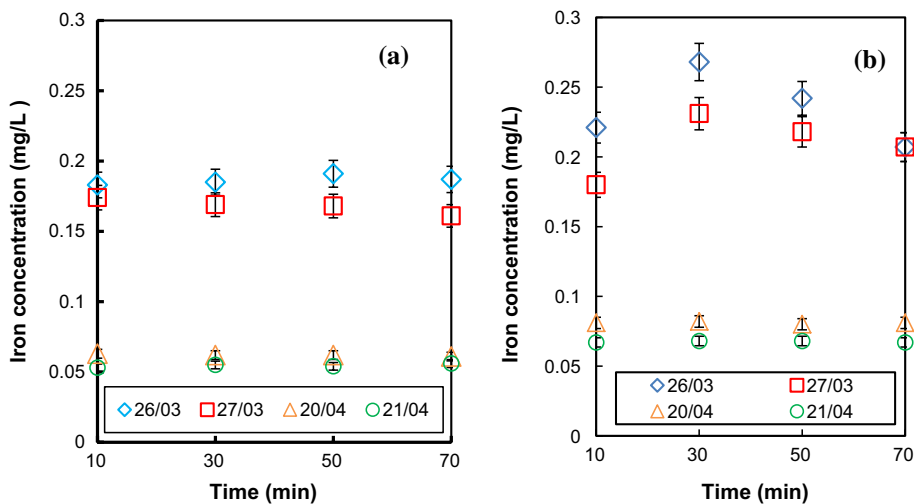 (a)
Iron concentration (mg/L )
0.3
0.25
0.2
0.15
0.1
0.05
0
26/03 27/03 20/04 21/04
10 30 50 70
Time (min)
(b)
Iron concentration (mg/L)
0.3
0.25
0.2
0.15
0.1
0.05
0
26/03 27/03
20/04 21/04
10 30 50 70
Time (min)